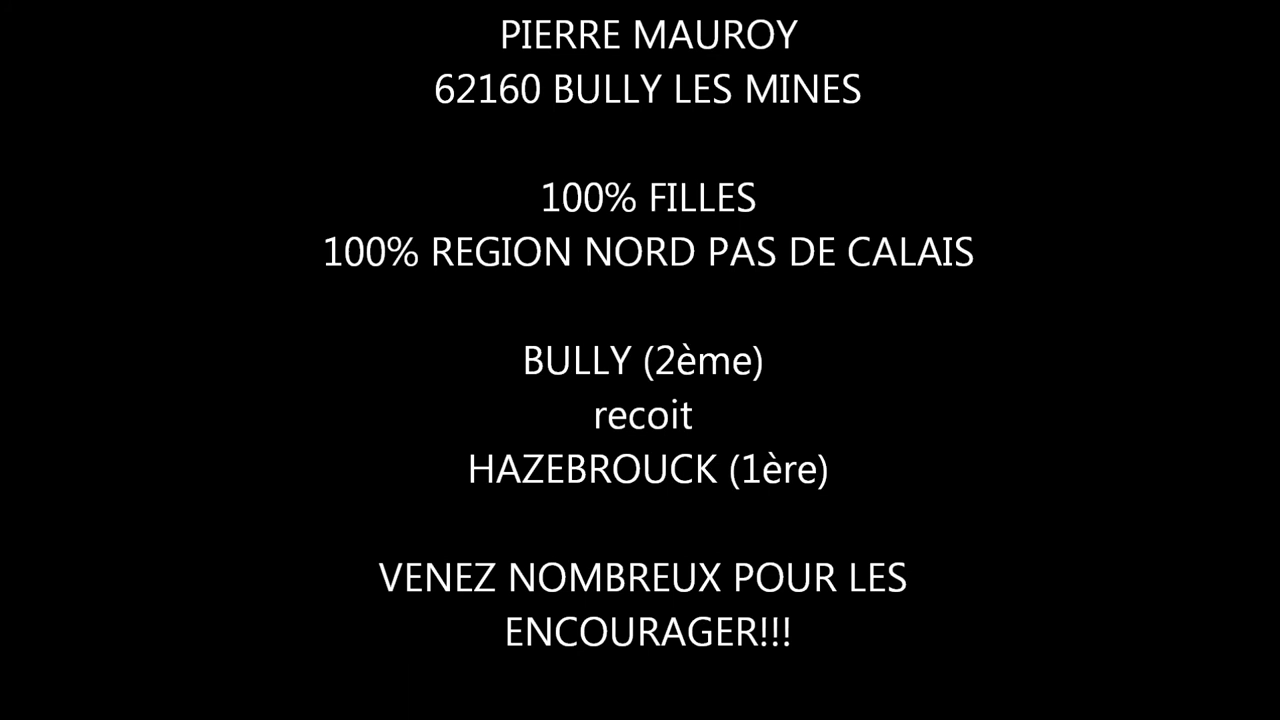 PIERRE MAUROY
62160 BULLY LES MINES
100% FILLES
100% REGION NORD PAS DE CALAIS
BULLY (2ème)
recoit
HAZEBROUCK (1ère)
VENEZ NOMBREUX POUR LES
ENCOURAGER!!!